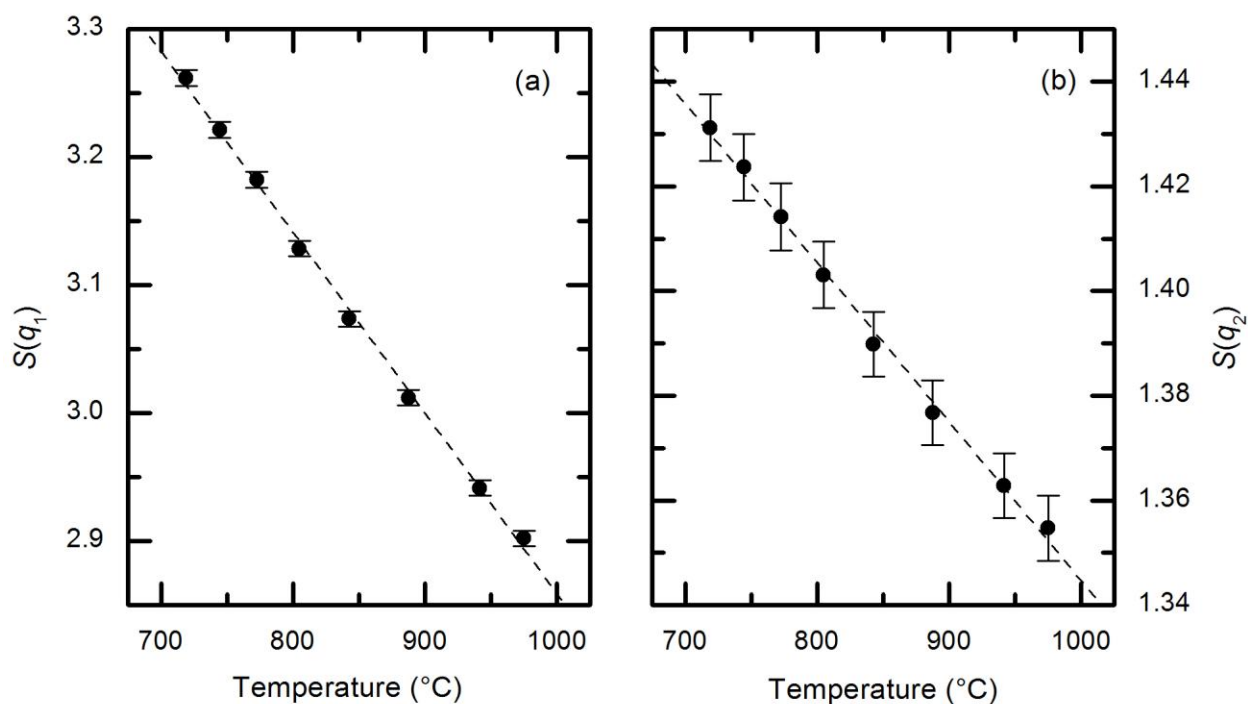 3.3
3.2
3.1
3.0
2.9
S(q1)
(a)
700 800 900 1000
Temperature (°C)
(b)
1.44
1.42
1.40
1.38
1.36
1.34
S(q2)
700 800 900 1000
Temperature (°C)